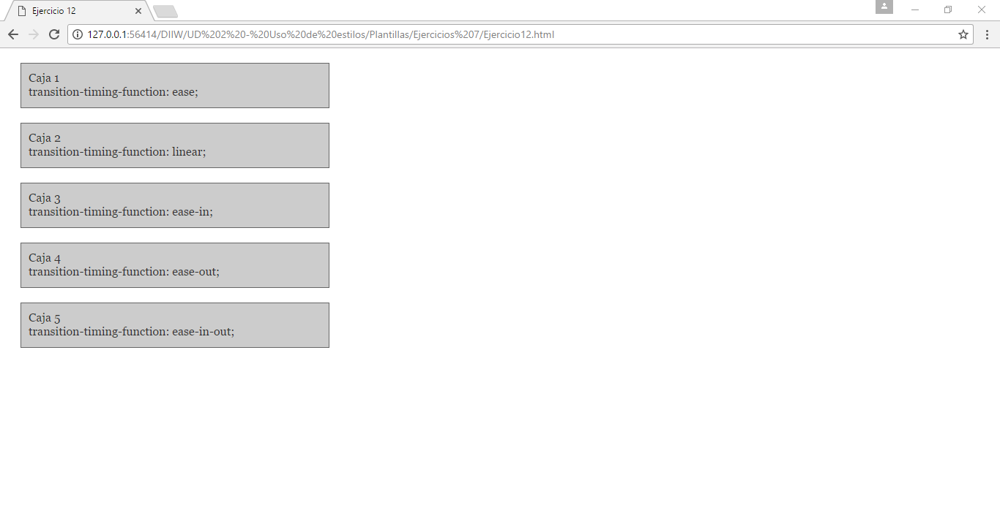 Ejercicio 12
127.0.0.1:56414/DIIW/UD%202%20-%20Uso%20de%20estilos/Plantillas/Ejercicios%207/Ejercicio12.html
Caja 1
transition-timing-function: ease;
Caja 2
transition-timing-function: linear;
Caja 3
transition-timing-function: ease-in;
Caja 4
transition-timing-function: ease-out;
Caja 5
transition-timing-function: ease-in-out;